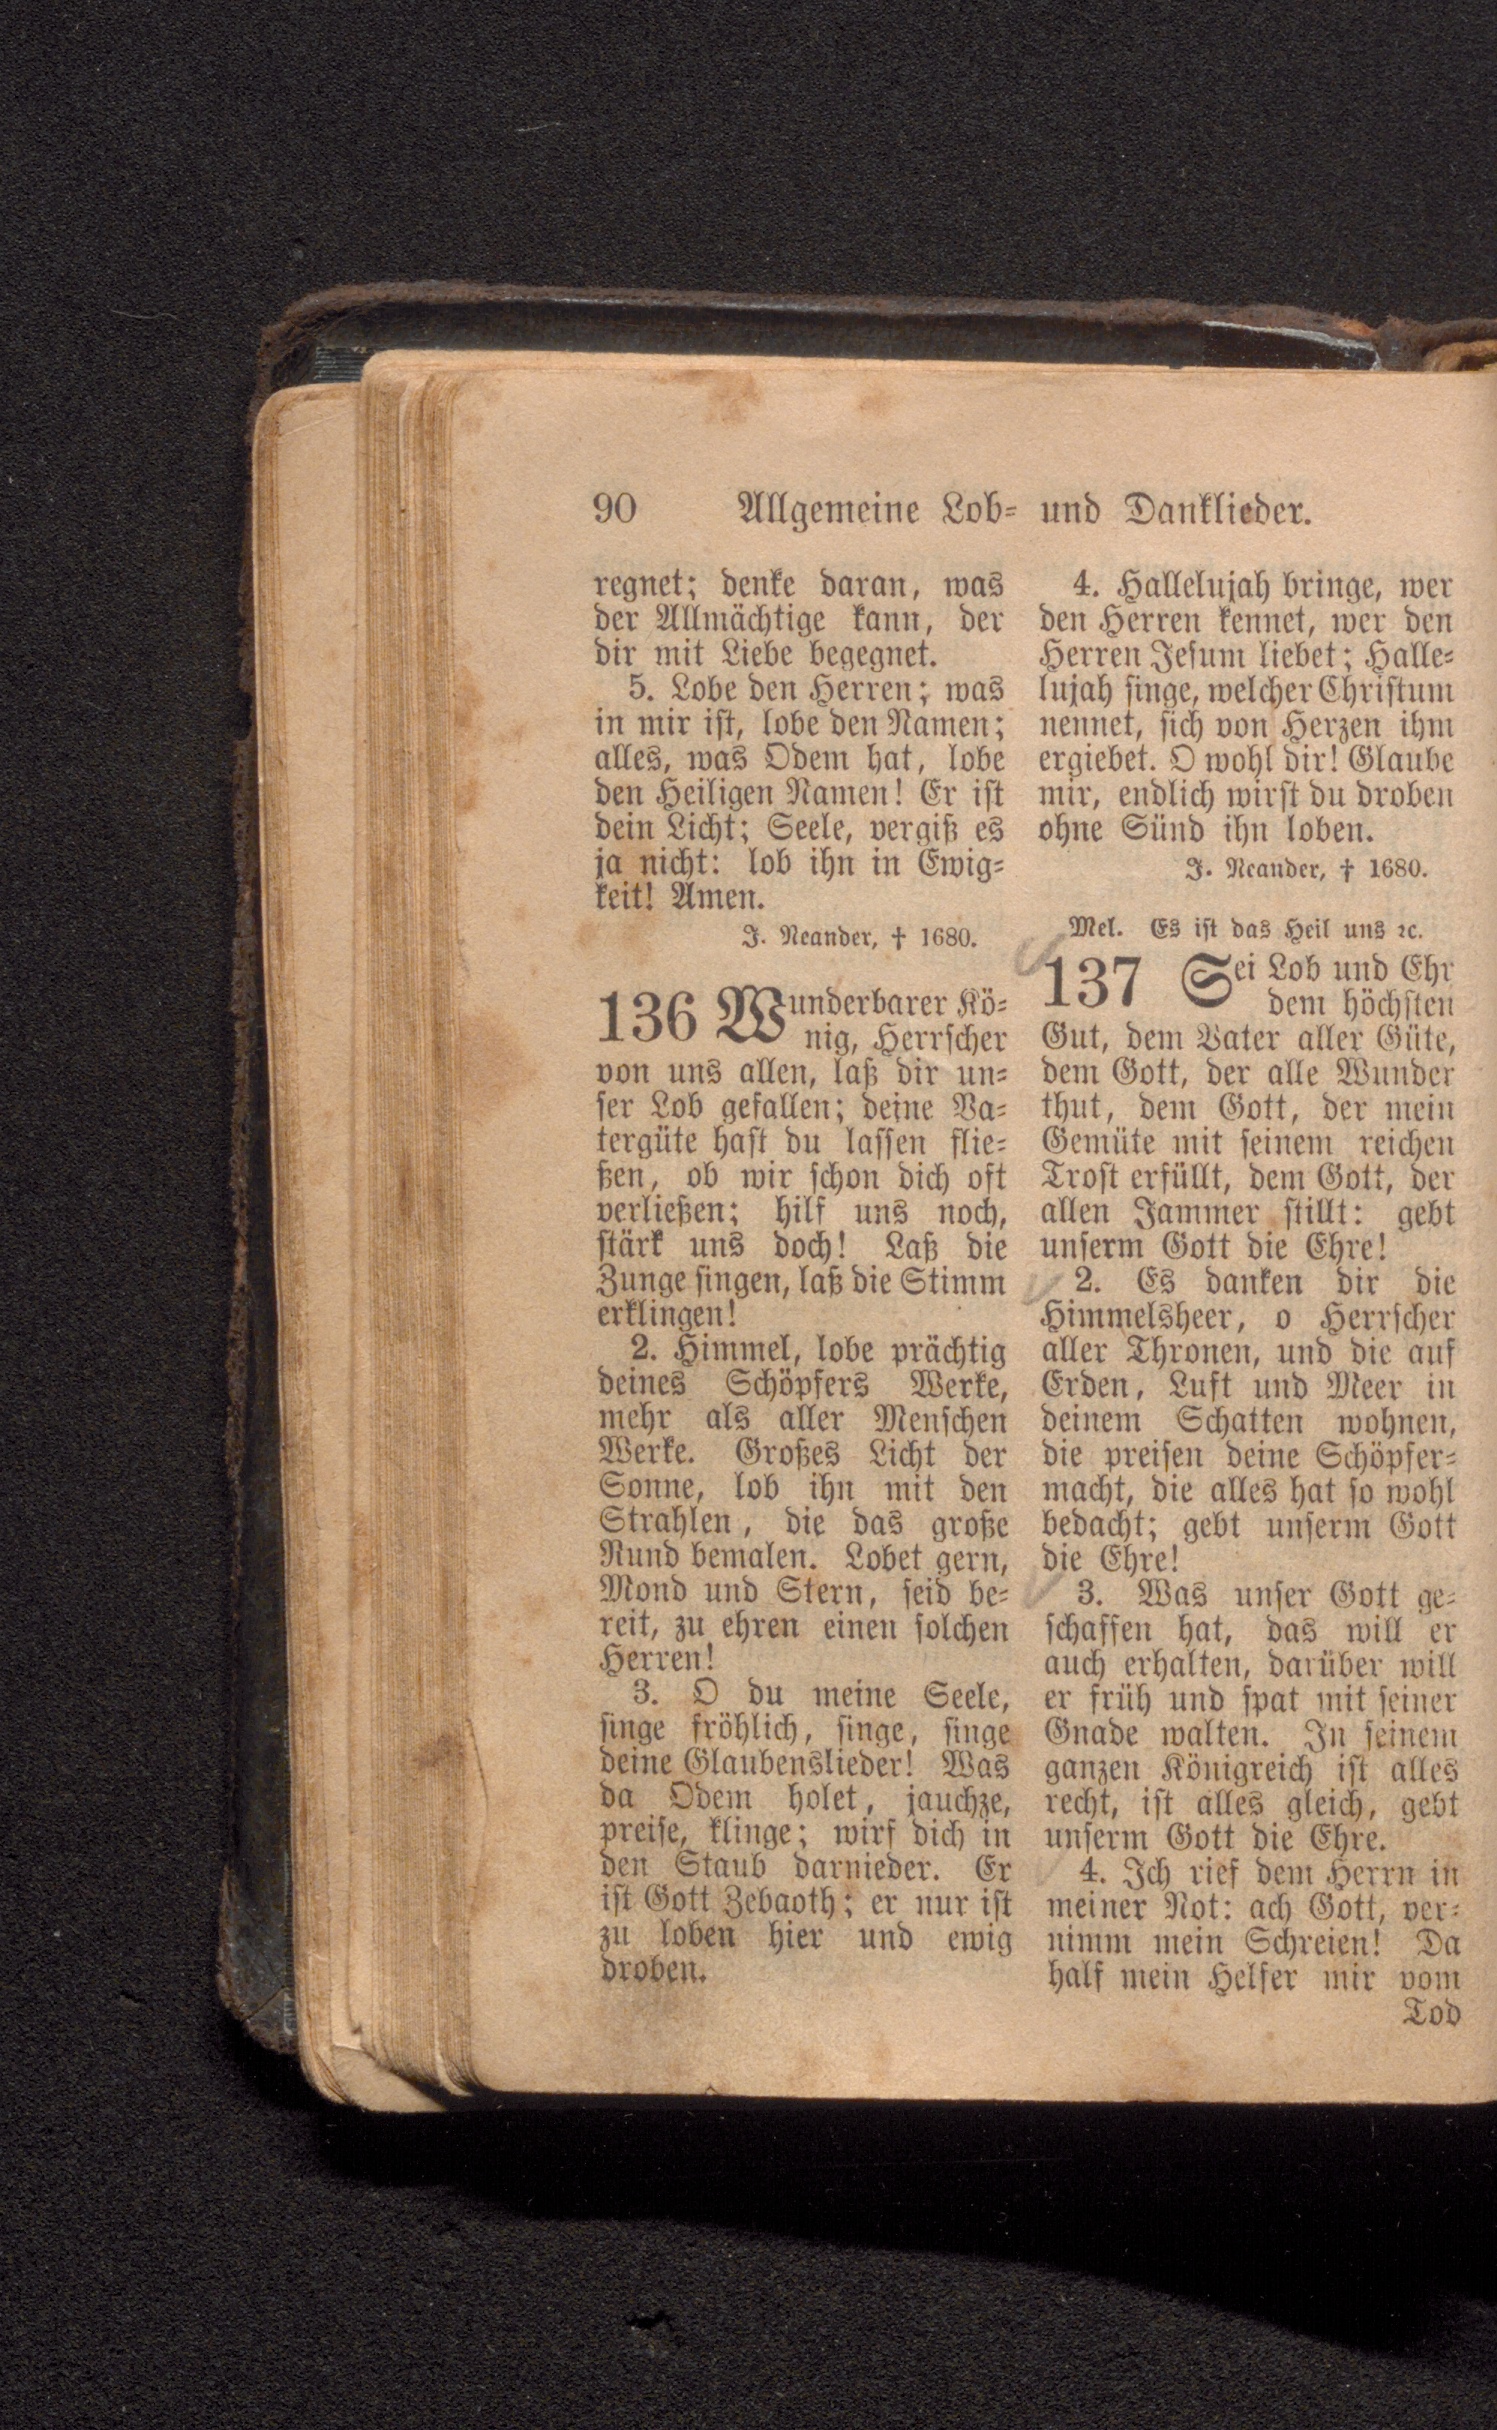 90 Allgemeine Lob- und Danklieder.
regnet; denke daran, was
der Allmächtige kann, der
dir mit Liebe begegnet.
5. Lobe den Herren; was
in mir ist, lobe den Namen;
alles, was Odem hat, lobe
den Heiligen Namen! Er ist
dein Licht; Seele, vergiß es
ja nicht: lob ihn in Ewig-
keit! Amen.
J. Neander, † 1680.
136 Wunderbarer Kö-
nig, Herrscher
von uns allen, laß dir un-
ser Lob gefallen; deine Va-
tergüte hast du lassen flie-
ßen, ob wir schon dich oft
verließen; hilf uns noch,
stärk uns doch! Laß die
Zunge singen, laß die Stimm
erklingen!
2. Himmel, lobe prächtig
deines Schöpfers Werke,
mehr als aller Menschen
Werke. Großes Licht der
Sonne, lob ihn mit den
Strahlen, die das große
Rund bemalen. Lobet gern,
Mond und Stern, seid be-
reit, zu ehren einen solchen
Herren!
3. O du meine Seele,
singe fröhlich, singe, singe
deine Glaubenslieder! Was
da Odem holet, jauchze,
preise, klinge; wirf dich in
den Staub darnieder. Er
ist Gott Zebaoth; er nur ist
zu loben hier und ewig
droben.
4. Hallelujah bringe, wer
den Herren kennet, wer den
Herren Jesum liebet; Halle-
lujah singe, welcher Christum
nennet, sich von Herzen ihm
ergiebet. O wohl dir! Glaube
mir, endlich wirst du droben
ohne Sünd ihn loben.
J. Neander, † 1680.
Mel. Es ist das Heil uns ꝛc.
137 Sei Lob und Ehr
dem höchsten
Gut, dem Vater aller Güte,
dem Gott, der alle Wunder
thut, dem Gott, der mein
Gemüte mit seinem reichen
Trost erfüllt, dem Gott, der
allen Jammer stillt: gebt
unserm Gott die Ehre!
2. Es danken dir die
Himmelsheer, o Herrscher
aller Thronen, und die auf
Erden, Luft und Meer in
deinem Schatten wohnen,
die preisen deine Schöpfer-
macht, die alles hat so wohl
bedacht; gebt unserm Gott
die Ehre!
3. Was unser Gott ge-
schaffen hat, das will er
auch erhalten, darüber will
er früh und spat mit seiner
Gnade walten. In seinem
ganzen Königreich ist alles
recht, ist alles gleich, gebt
unserm Gott die Ehre.
4. Ich rief dem Herrn in
meiner Not: ach Gott, ver-
nimm mein Schreien! Da
half mein Helfer mir vom
Tod